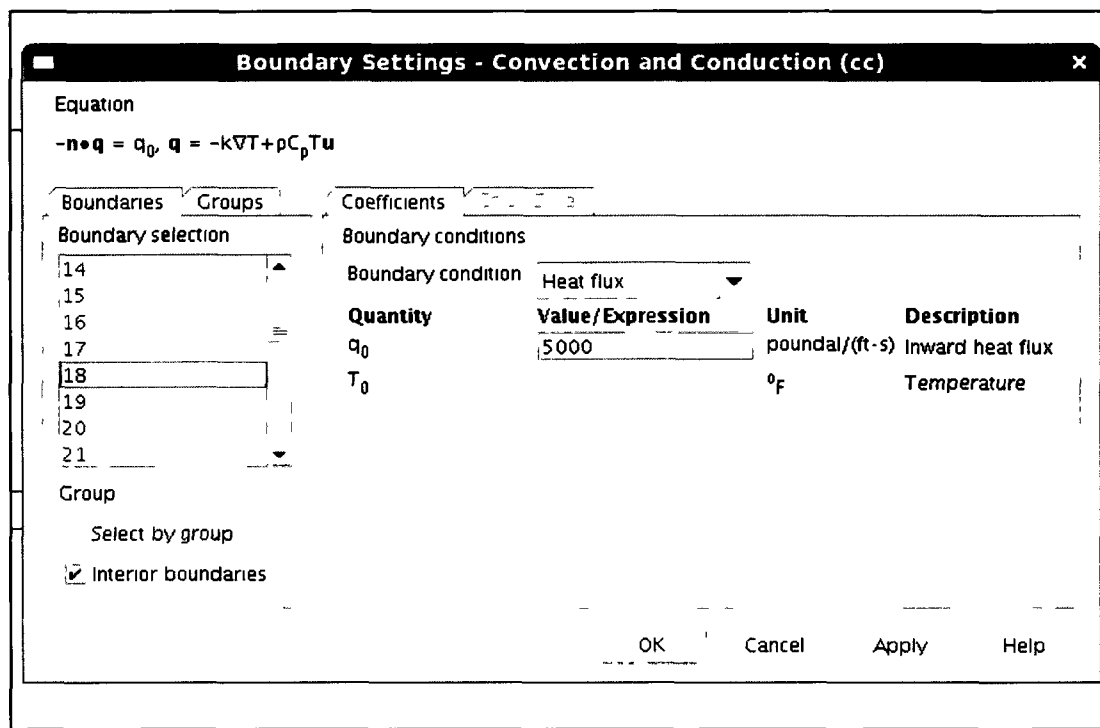 Boundary Settings - Convection and Conduction (cc)
Equation
-n•q = q₀, q = -k∇T+ρCₚTu
Boundaries Groups
Coefficients
Boundary selection
14
15
16
17
18
19
20
21
Group
Select by group
Interior boundaries
Boundary conditions
Boundary condition Heat flux
Quantity Value/Expression Unit Description
q₀ 5000 poundal/(ft-s) Inward heat flux
T₀ °F Temperature
OK Cancel Apply Help